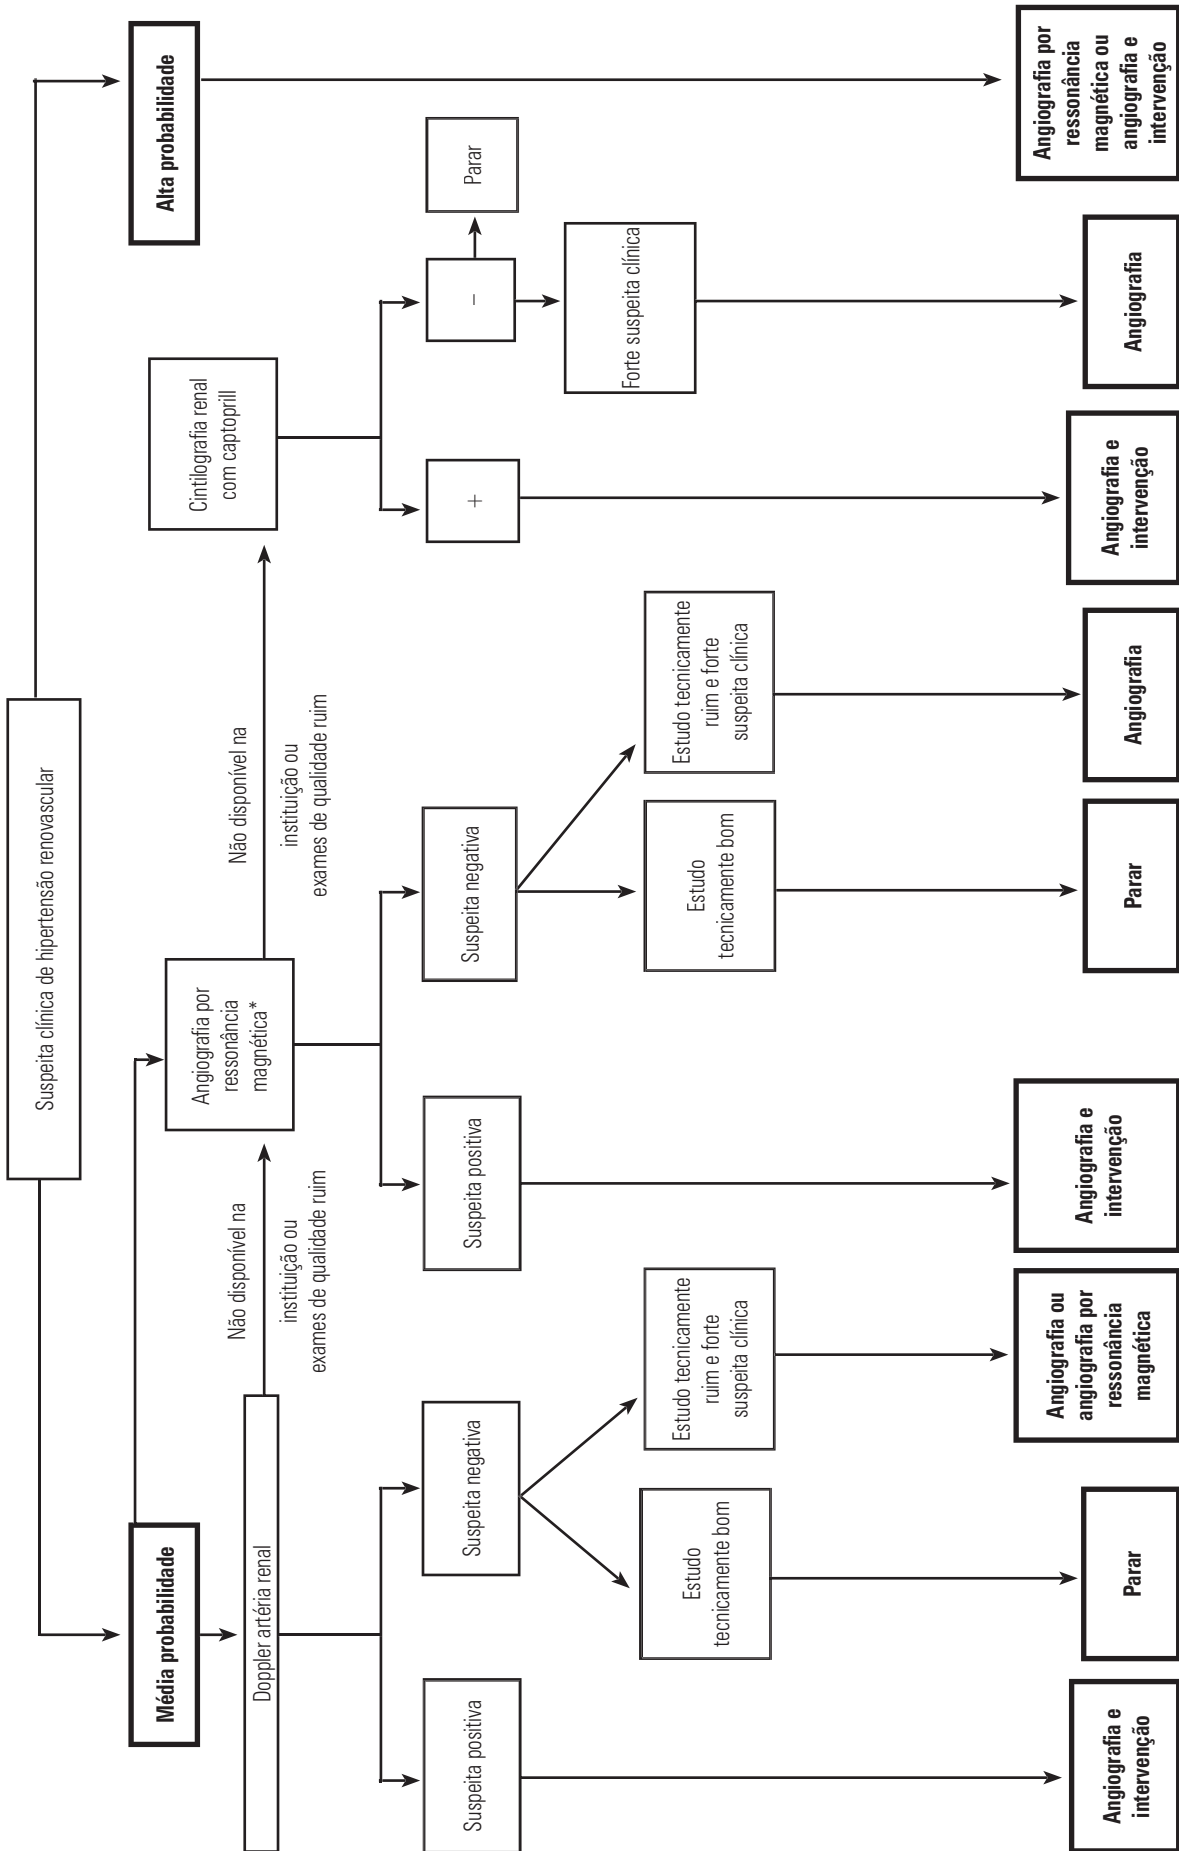 Suspeita clínica de hipertensão renovascular
Média probabilidade
Alta probabilidade
Doppler artéria renal
Não disponível na
instituição ou
exames de qualidade ruim
Angiografia por
ressonância
magnética*
Não disponível na
instituição ou
exames de qualidade ruim
Cintilografia renal
com captoprill
Suspeita positiva
Suspeita negativa
Suspeita positiva
Suspeita negativa
+
–
Parar
Estudo
tecnicamente bom
Estudo tecnicamente
ruim e forte
suspeita clínica
Estudo
tecnicamente bom
Estudo tecnicamente
ruim e forte
suspeita clínica
Forte suspeita clínica
Angiografia e
intervenção
Parar
Angiografia ou
angiografia por
ressonância
magnética
Angiografia e
intervenção
Parar
Angiografia
Angiografia e
intervenção
Angiografia
Angiografia por
ressonância
magnética ou
angiografia e
intervenção